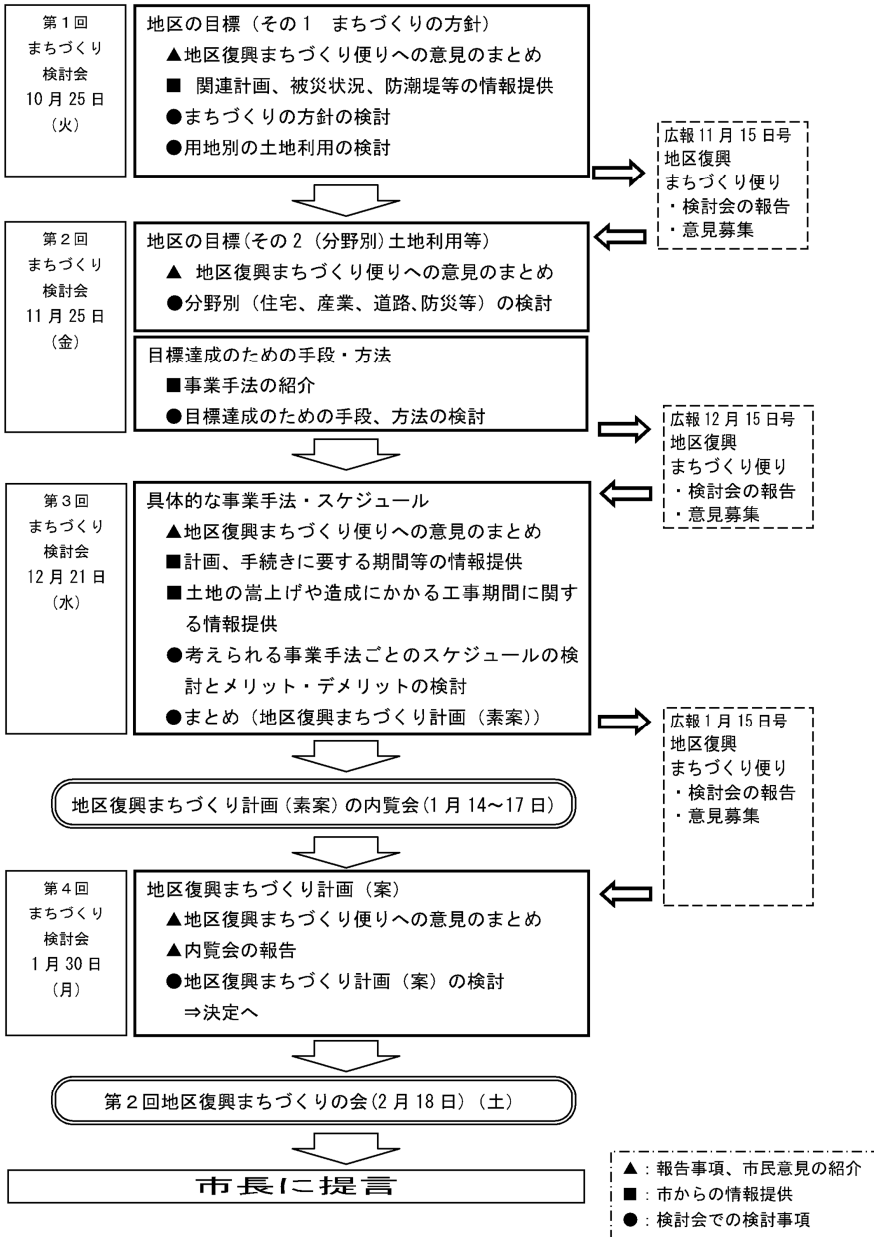 第１回
まちづくり
検討会
10月25日
（火）
地区の目標（その１　まちづくりの方針）
▲地区復興まちづくり便りへの意見のまとめ
■ 関連計画、被災状況、防潮堤等の情報提供
●まちづくりの方針の検討
●用地別の土地利用の検討
広報11月15日号
地区復興
まちづくり便り
・検討会の報告
・意見募集
第２回
まちづくり
検討会
11月25日
（金）
地区の目標(その２（分野別）土地利用等）
▲ 地区復興まちづくり便りへの意見のまとめ
●分野別（住宅、産業、道路、防災等）の検討
目標達成のための手段・方法
■事業手法の紹介
●目標達成のための手段、方法の検討
広報12月15日号
地区復興
まちづくり便り
・検討会の報告
・意見募集
第３回
まちづくり
検討会
12月21日
（水）
具体的な事業手法・スケジュール
▲地区復興まちづくり便りへの意見のまとめ
■計画、手続きに要する期間等の情報提供
■土地の嵩上げや造成にかかる工事期間に関す
る情報提供
●考えられる事業手法ごとのスケジュールの検
討とメリット・デメリットの検討
●まとめ（地区復興まちづくり計画（素案））
広報１月15日号
地区復興
まちづくり便り
・検討会の報告
・意見募集
地区復興まちづくり計画(素案)の内覧会(1月14～17日)
第４回
まちづくり
検討会
１月30日
（月）
地区復興まちづくり計画（案）
▲地区復興まちづくり便りへの意見のまとめ
▲内覧会の報告
●地区復興まちづくり計画（案）の検討
⇒決定へ
第２回地区復興まちづくりの会(2月18日)（土）
市長に提言
▲：報告事項、市民意見の紹介
■：市からの情報提供
●：検討会での検討事項